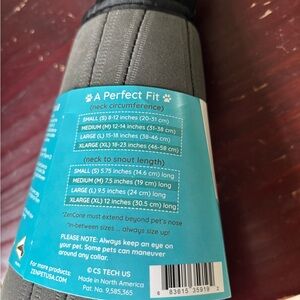 A Perfect Fit
(neck circumference)
SMALL (S) 8-12 inches (20-31 cm)
MEDIUM (M) 12-14 inches (31-38 cm)
LARGE (L) 15-18 inches (38-46 cm)
XLARGE (XL) 18-23 inches (46-58 cm)
(neck to snout length)
SMALL (S) 5.75 inches (14.6 cm) long
MEDIUM (M) 7.5 inches (19 cm) long
LARGE (L) 9.5 inches (24 cm) long
XLARGE (XL) 12 inches (30.5 cm) long
*ZenCone must extend beyond pet's nose
*In-between sizes ... always size up!
PLEASE NOTE: Always keep an eye on
your pet. Some pets can maneuver
around any collar.
© CS TECH US
Made in
Pat. No. 9,585,365
For more products:
ZENPETUSA.COM
83615 35919